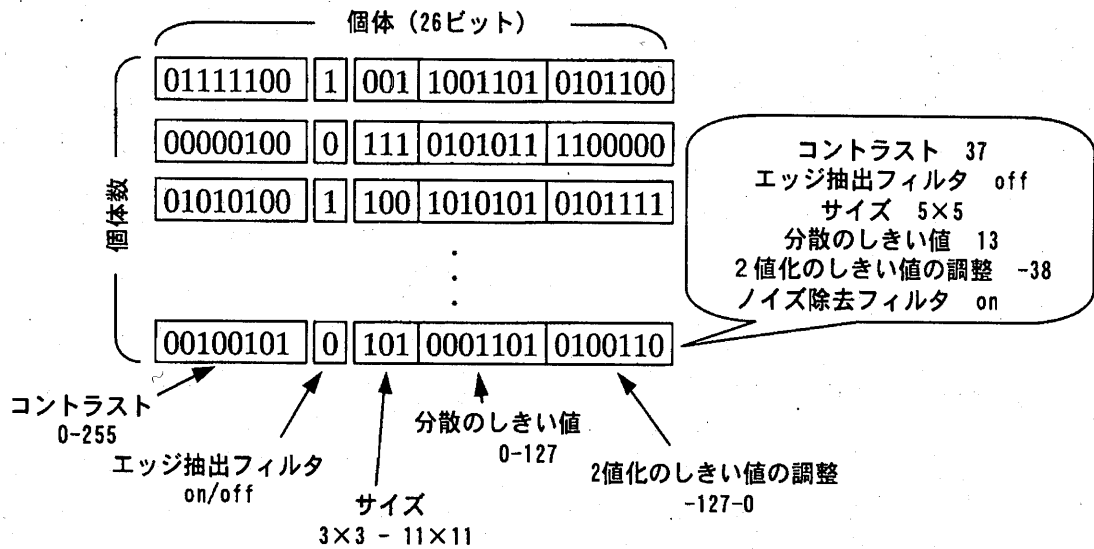 個体（26ビット）
01111100 1 001 1001101 0101100
00000100 0 111 0101011 1100000
01010100 1 100 1010101 0101111
00100101 0 101 0001101 0100110
個体数
コントラスト 37
エッジ抽出フィルタ off
サイズ 5×5
分散のしきい値 13
2値化のしきい値の調整 -38
ノイズ除去フィルタ on
コントラスト
0-255
エッジ抽出フィルタ
on/off
サイズ
3×3 - 11×11
分散のしきい値
0-127
2値化のしきい値の調整
-127-0